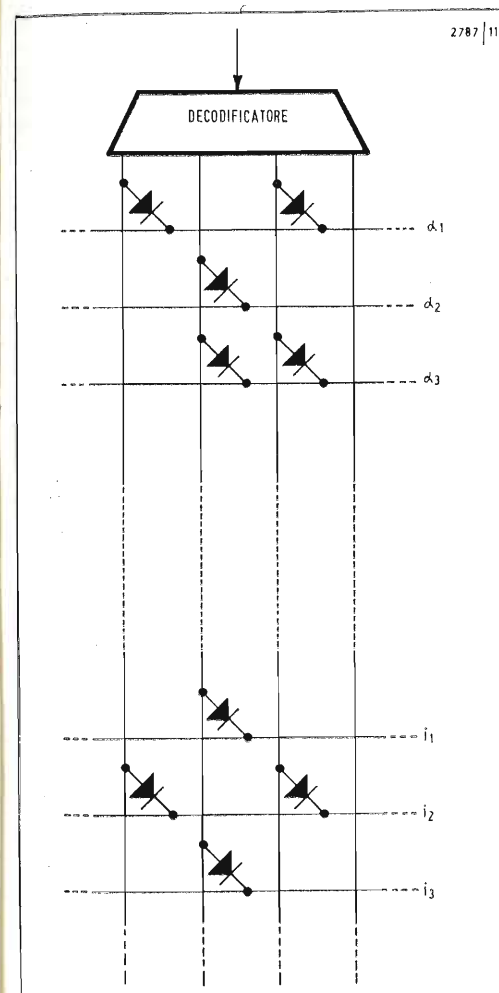 2787/11
DECODIFICATORE
α1
α2
α3
i1
i2
i3